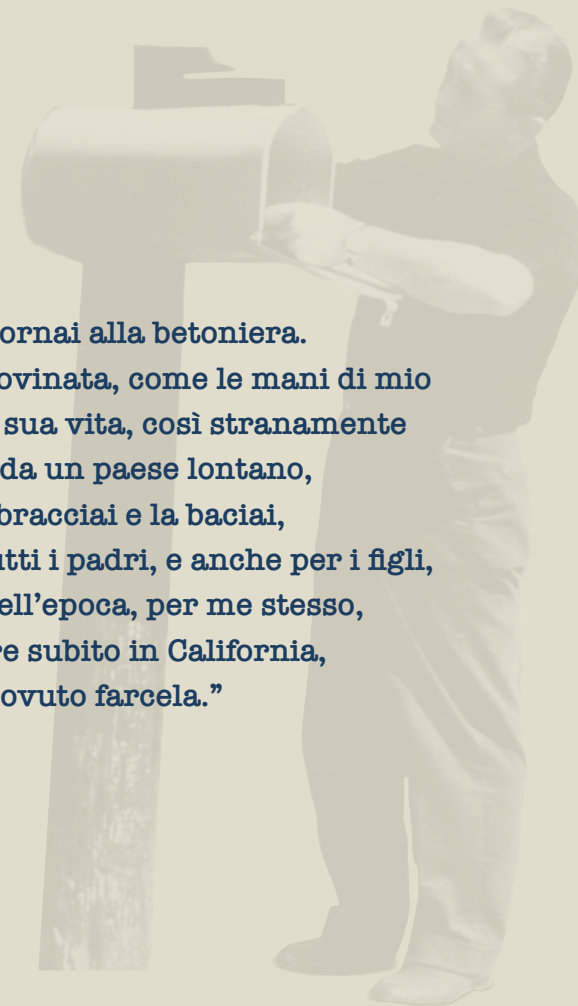 ornai alla betoniera.
ovinata, come le mani di mio
sua vita, così stranamente
da un paese lontano,
bracciai e la baciai,
utti i padri, e anche per i figli,
ell’epoca, per me stesso,
re subito in California,
ovuto farcela.”